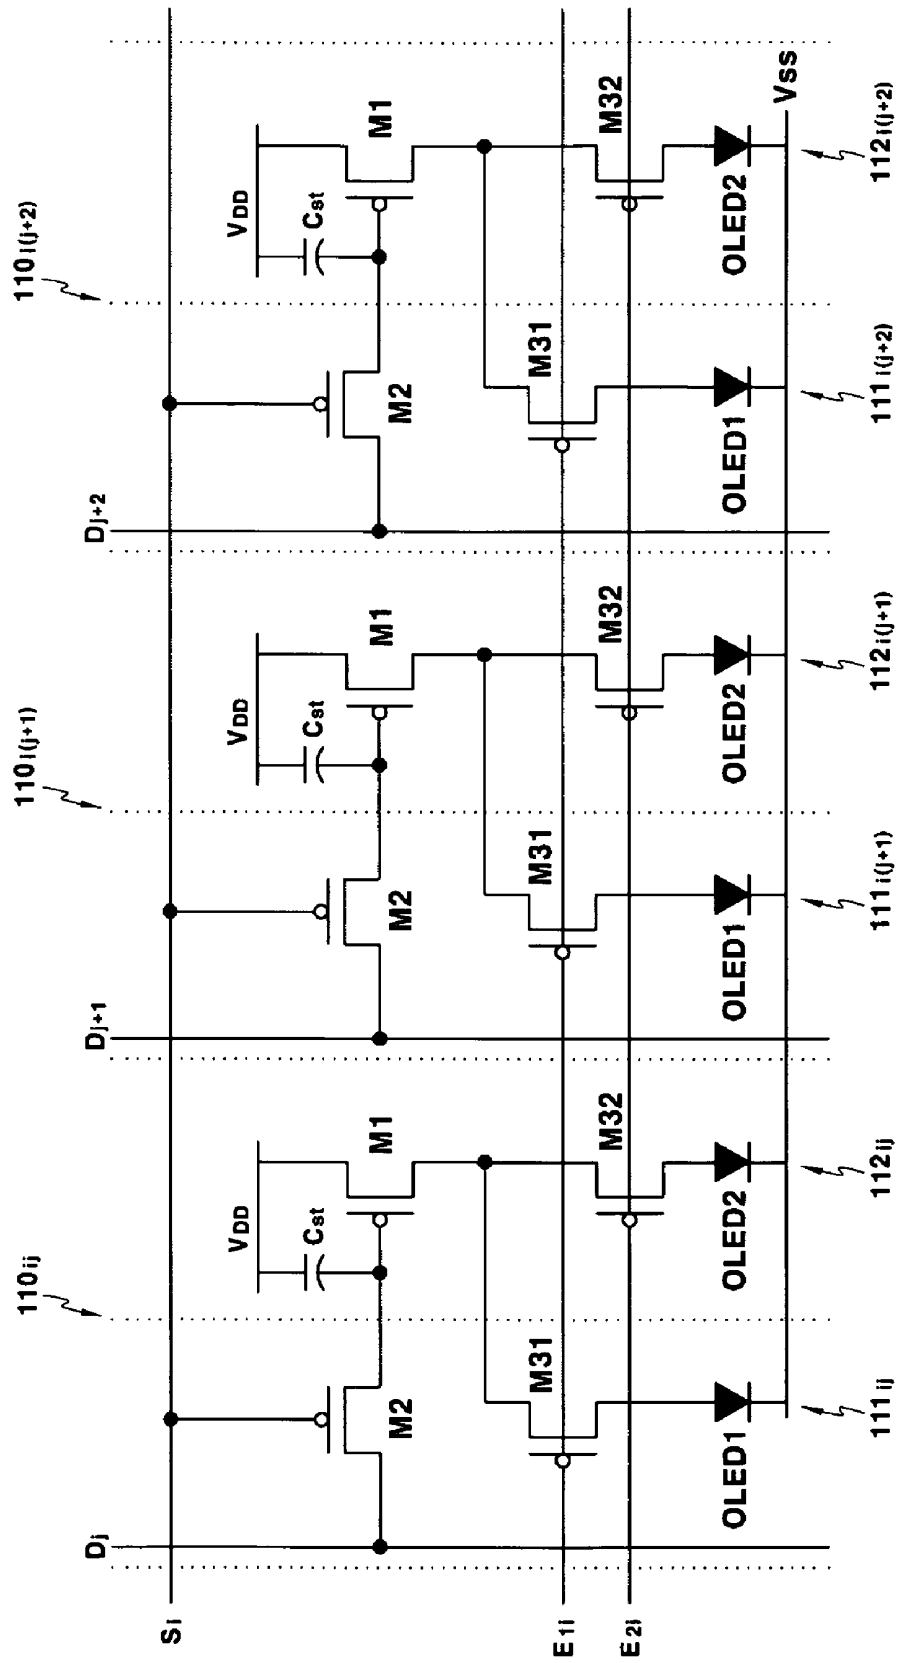 110ij
110i(j+1)
110i(j+2)
Dj
Dj+1
Dj+2
Si
VDD
VDD
VDD
Cst
Cst
Cst
M2
M1
M2
M1
M2
M1
M31
M31
M31
E1i
M32
M32
M32
E2i
OLED1
OLED2
OLED1
OLED2
OLED1
OLED2
Vss
111ij
112ij
111i(j+1)
112i(j+1)
111i(j+2)
112i(j+2)